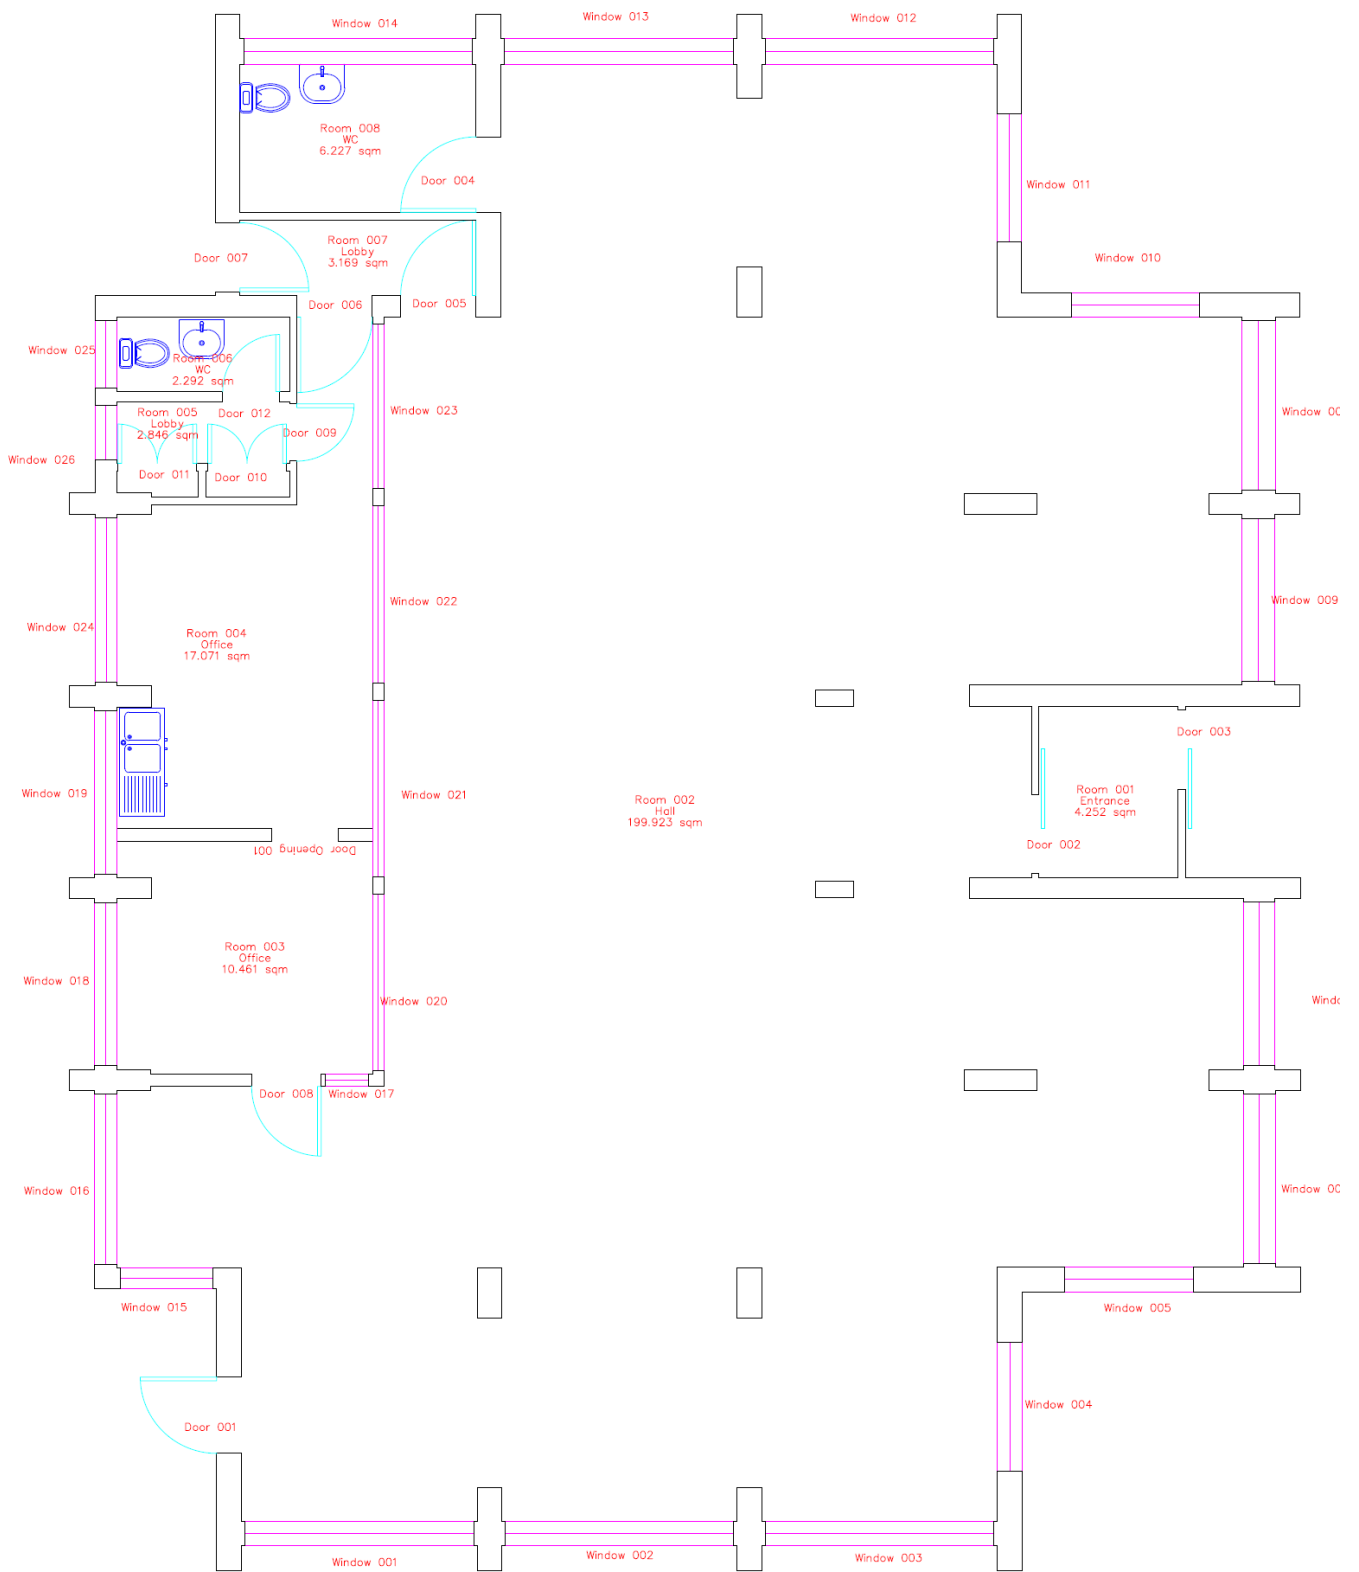 Window 014
Window 013
Window 012
Room 008
WC
6.227 sqm
Door 004
Window 011
Room 007
Lobby
3.169 sqm
Door 007
Window 010
Door 006
Door 005
Window 025
Room 006
WC
2.292 sqm
Room 005
Lobby
2.846 sqm
Door 012
Window 023
Window 00
Door 009
Window 026
Door 011
Door 010
Window 022
Window 009
Window 024
Room 004
Office
17.071 sqm
Door 003
Window 019
Window 021
Room 002
Hall
199.923 sqm
Room 001
Entrance
4.252 sqm
Door 002
Door Opening 001
Room 003
Office
10.461 sqm
Window 018
Window 020
Door 008
Window 017
Window 016
Window 00
Window 015
Window 005
Window 004
Door 001
Window 001
Window 002
Window 003